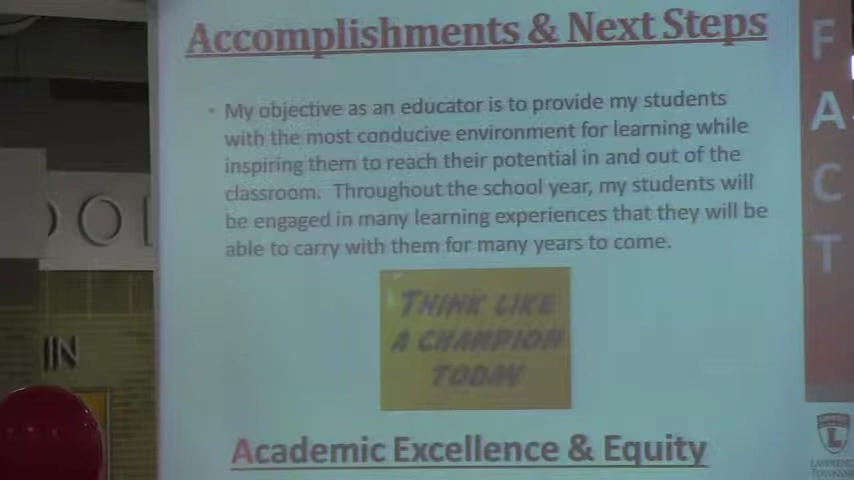 Accomplishments & Next Steps
• My objective as an educator is to provide my students
with the most conducive environment for learning while
inspiring them to reach their potential in and out of the
classroom. Throughout the school year, my students will
be engaged in many learning experiences that they will be
able to carry with them for many years to come.
THINK LIKE
A CHAMPION
TODAY
Academic Excellence & Equity
F
A
C
T
L
IN